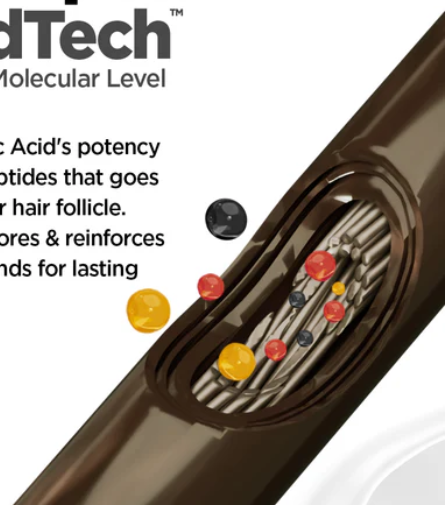 dTech™
Molecular Level
c Acid's potency
ptides that goes
r hair follicle.
ores & reinforces
nds for lasting